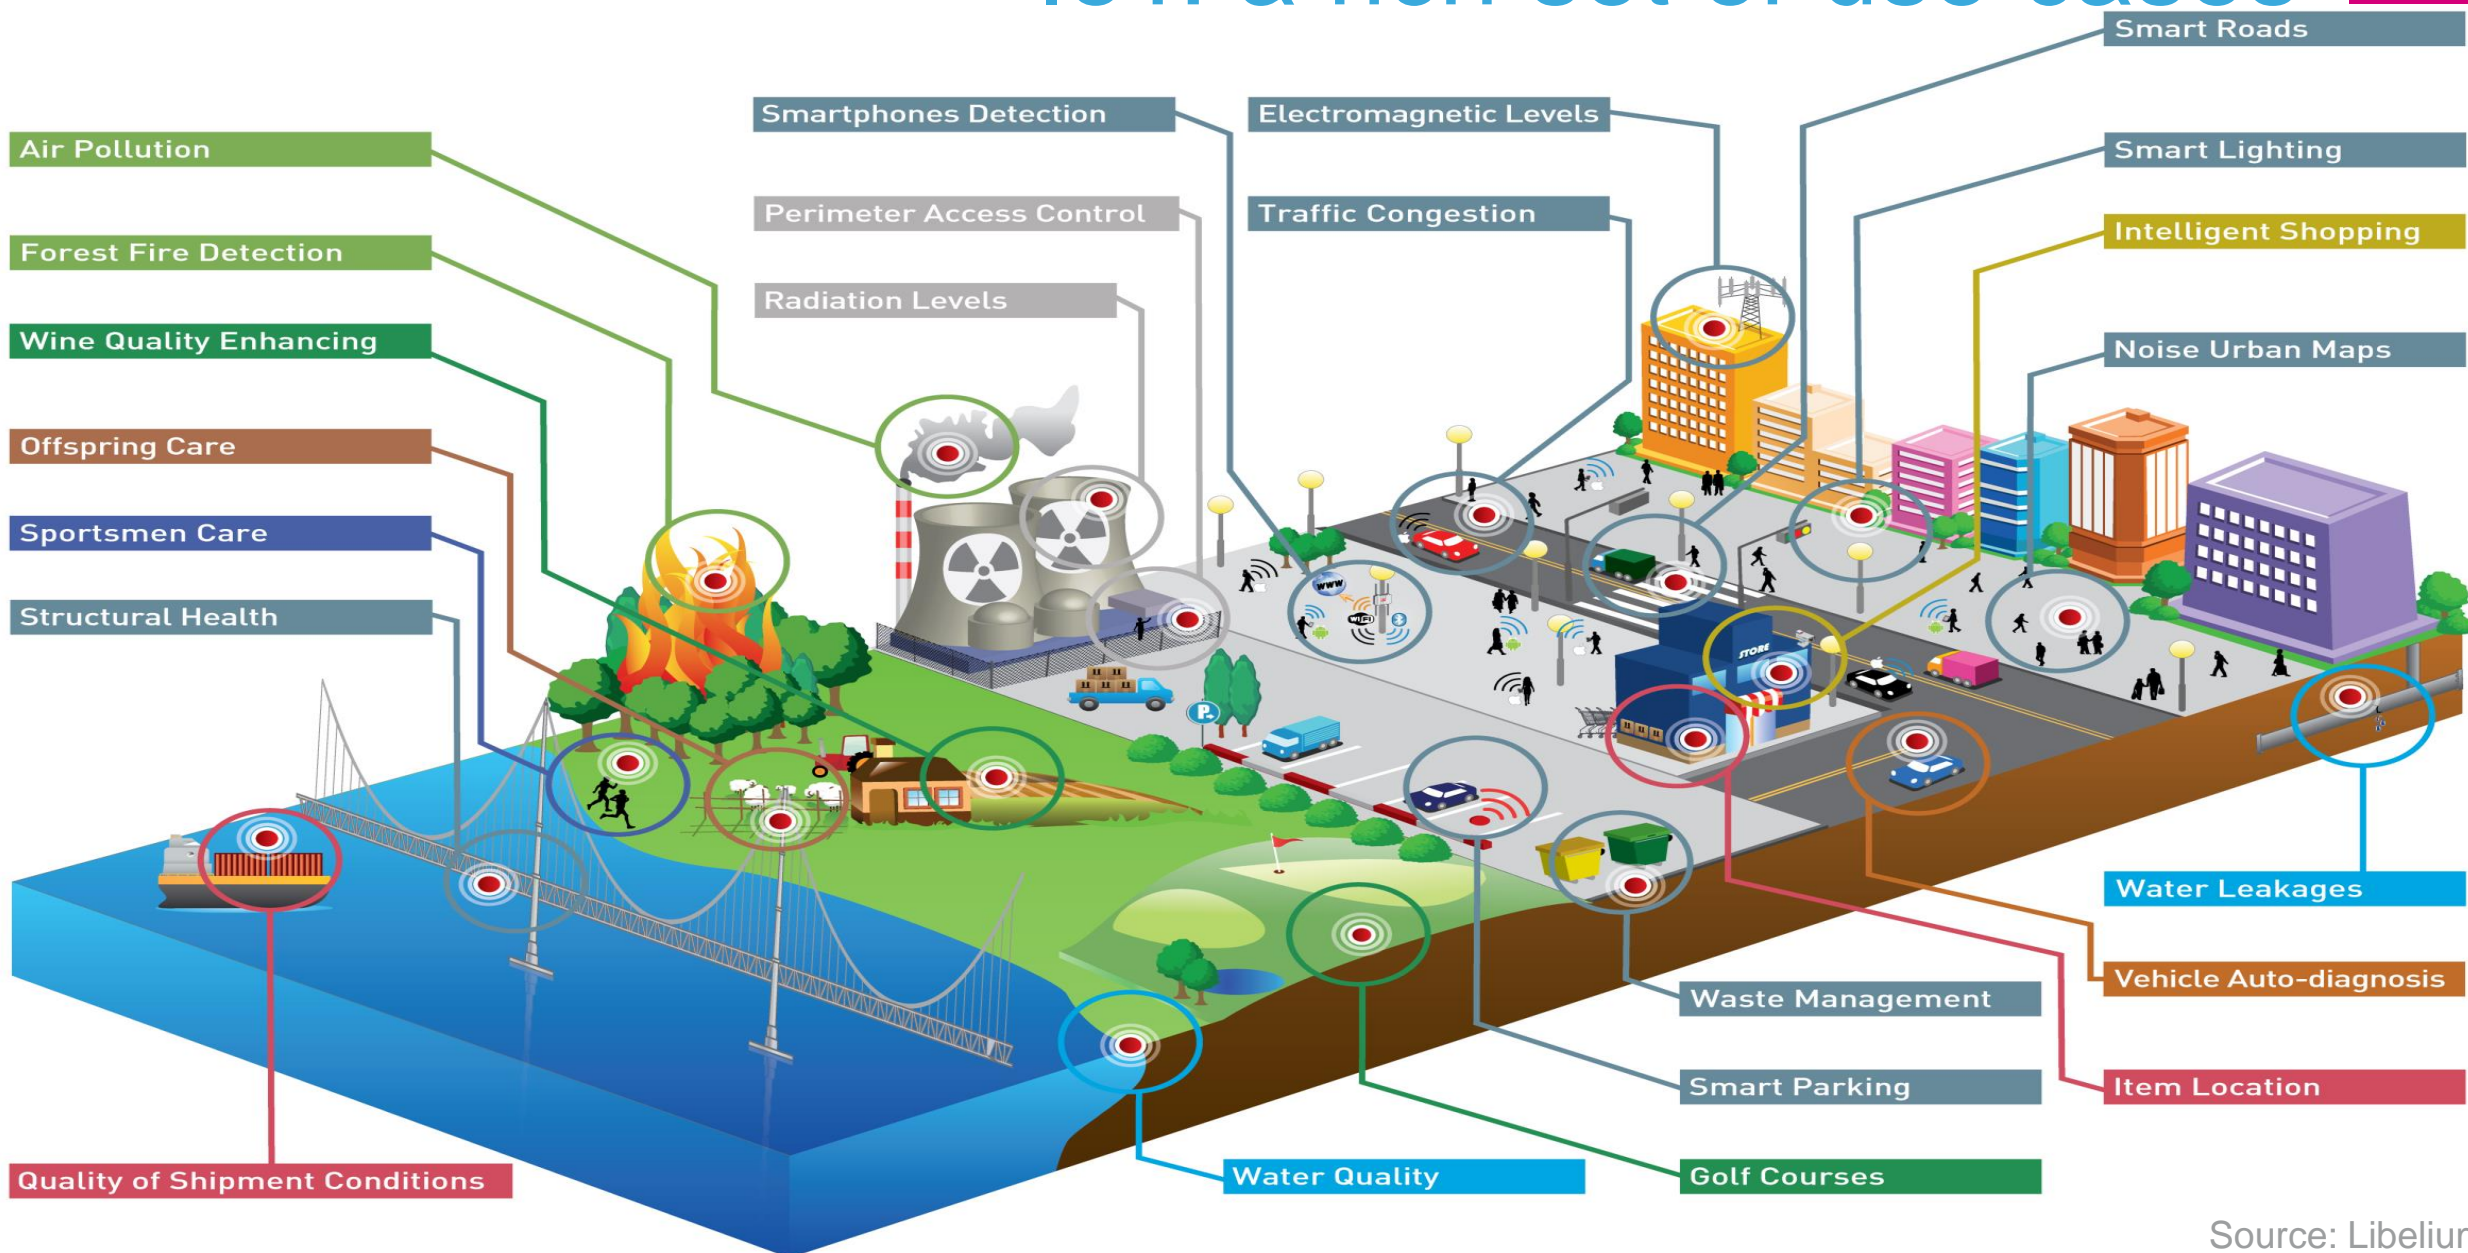 Smart Roads
Smartphones Detection
Electromagnetic Levels
Air Pollution
Smart Lighting
Perimeter Access Control
Traffic Congestion
Intelligent Shopping
Forest Fire Detection
Radiation Levels
Wine Quality Enhancing
Noise Urban Maps
Offspring Care
Sportsmen Care
Structural Health
www
WiFi
STORE
P
Water Leakages
Vehicle Auto-diagnosis
Waste Management
Smart Parking
Item Location
Quality of Shipment Conditions
Water Quality
Golf Courses
Source: